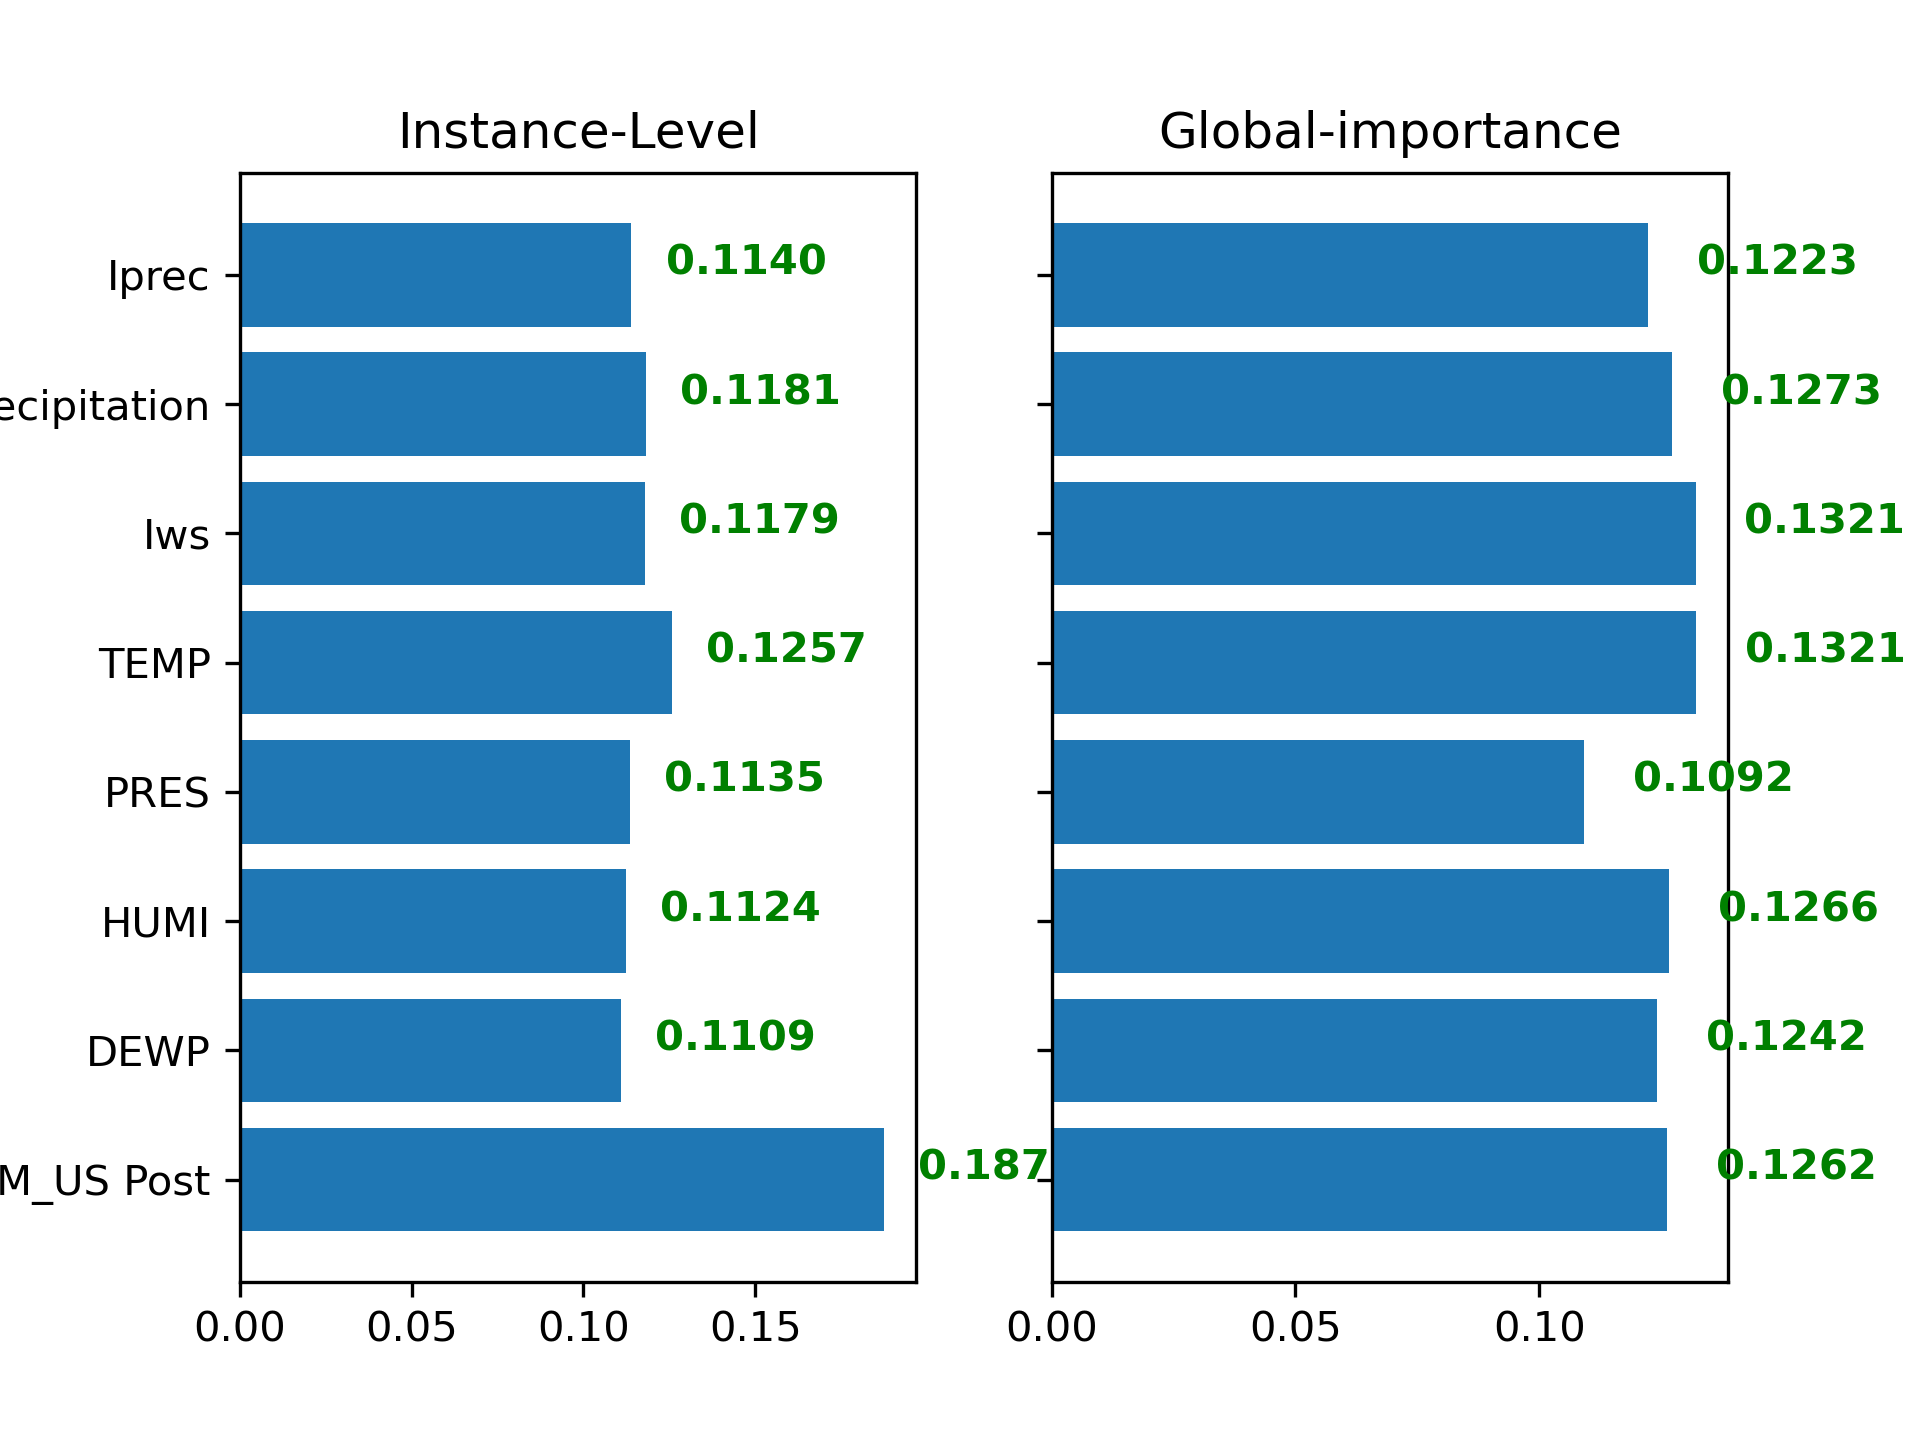 Instance-Level Global-importance
Iprec 0.1140 0.1223
ecipitation 0.1181 0.1273
Iws 0.1179 0.1321
TEMP 0.1257 0.1321
PRES 0.1135 0.1092
HUMI 0.1124 0.1266
DEWP 0.1109 0.1242
M_US Post 0.187 0.1262
0.00 0.05 0.10 0.15 0.00 0.05 0.10